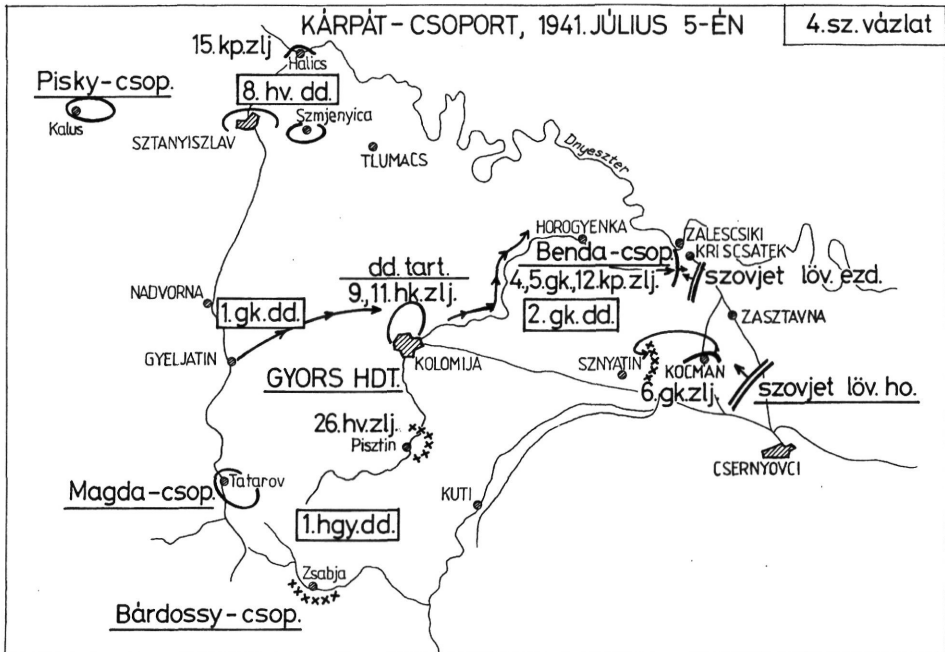 KÁRPÁT-CSOPORT, 1941. JÚLIUS 5-ÉN
4.sz.vázlat
15.kp.zlj
Halics
Pisky-csop.
Kalus
8. hv. dd.
SZTANYISZLAV
Szmjenyica
TLUMACS
Dnyeszter
HOROGYENKA
ZALESCSIKI
KRISCSATEK
Benda-csop.
4.,5.gk.,12.kp.zlj.
2. gk. dd.
szovjet löv. ezd.
dd. tart.
9.,11.hk.zlj.
NADVORNA
1.gk.dd.
ZASZTAVNA
GYELJATIN
KOLOMIJA
GYORS HDT.
SZNYATIN
KOCMAN
6.gk.zlj.
szovjet löv. ho.
26.hv.zlj.
Pisztin
CSERNYOVCI
Tatarov
Magda-csop.
KUTI
1.hgy.dd.
Zsabja
Bárdossy-csop.